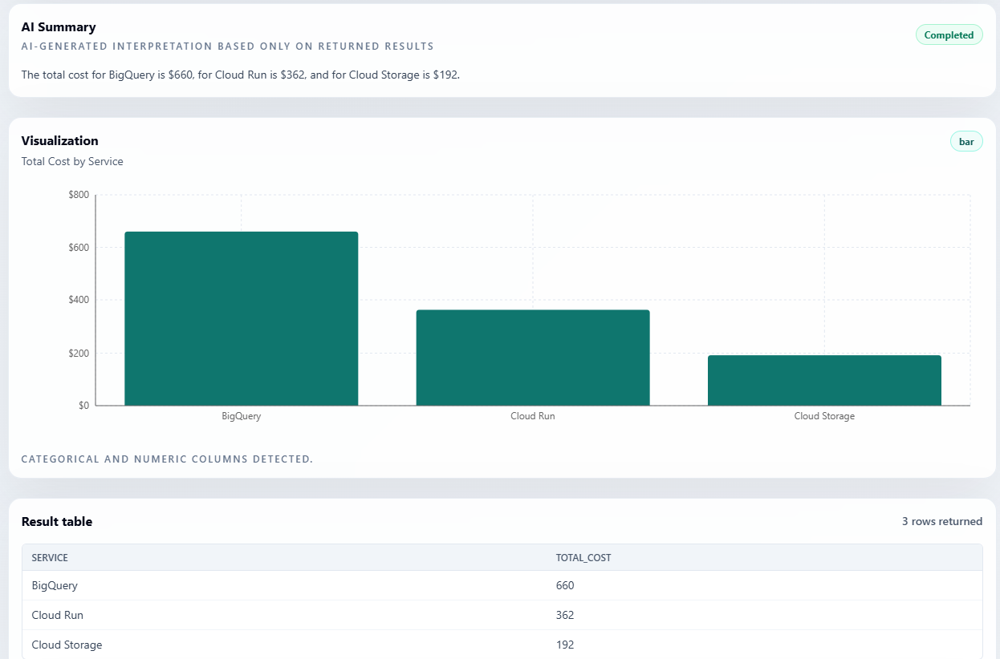 AI Summary
AI-GENERATED INTERPRETATION BASED ONLY ON RETURNED RESULTS
Completed
The total cost for BigQuery is $660, for Cloud Run is $362, and for Cloud Storage is $192.
Visualization
bar
Total Cost by Service
$800
$600
$400
$200
$0
BigQuery
Cloud Run
Cloud Storage
CATEGORICAL AND NUMERIC COLUMNS DETECTED.
Result table
3 rows returned
SERVICE TOTAL_COST
BigQuery 660
Cloud Run 362
Cloud Storage 192